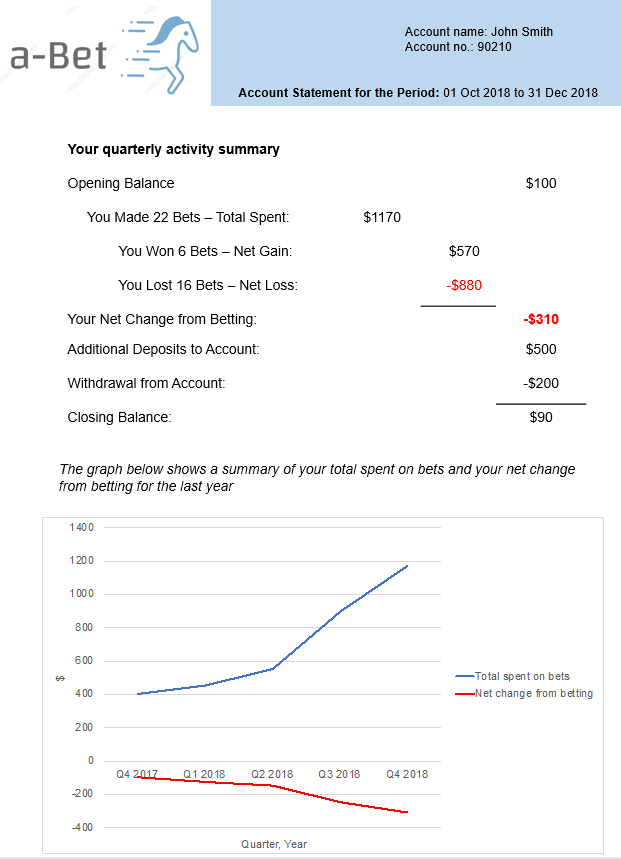 a-Bet
Account name: John Smith
Account no.: 90210
Account Statement for the Period: 01 Oct 2018 to 31 Dec 2018
Your quarterly activity summary
Opening Balance $100
You Made 22 Bets – Total Spent: $1170
You Won 6 Bets – Net Gain: $570
You Lost 16 Bets – Net Loss: -$880
Your Net Change from Betting: -$310
Additional Deposits to Account: $500
Withdrawal from Account: -$200
Closing Balance: $90
The graph below shows a summary of your total spent on bets and your net change
from betting for the last year
1400
1200
1000
800
600
400
200
0
-200
-400
$
Q4 2017 Q1 2018 Q2 2018 Q3 2018 Q4 2018
Quarter, Year
Total spent on bets
Net change from betting